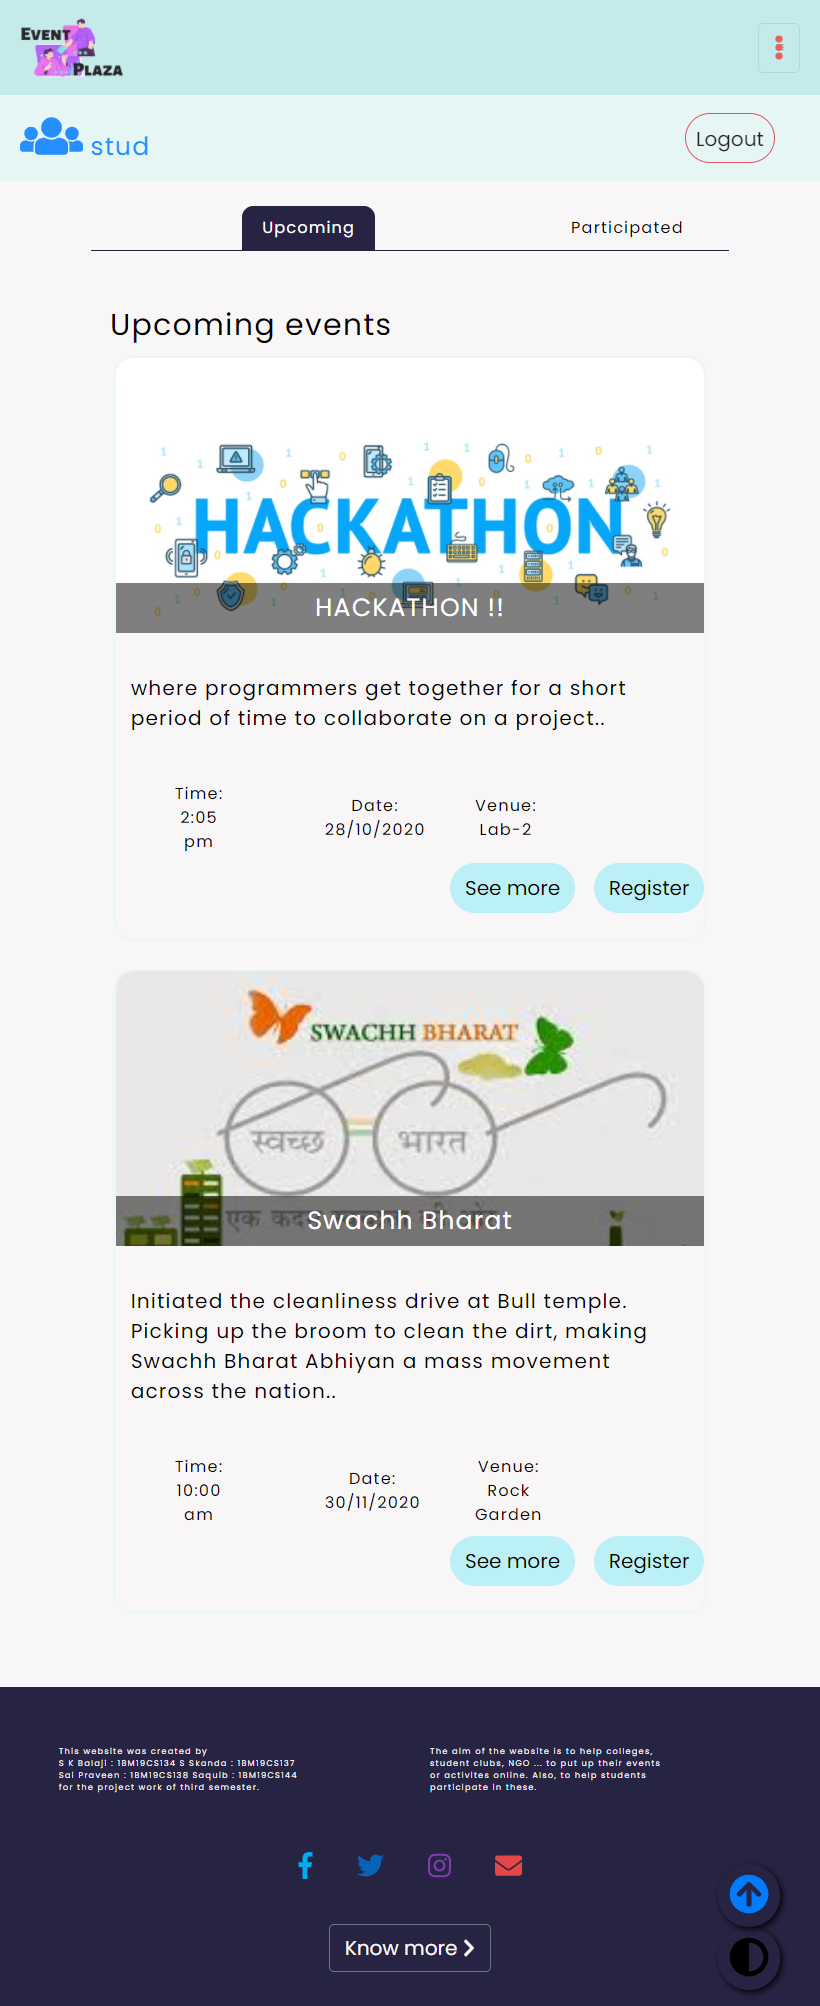 EVENT
PLAZA
stud
Logout
Upcoming
Participated
Upcoming events
HACKATHON
HACKATHON !!
where programmers get together for a short
period of time to collaborate on a project..
Time:
2:05
pm
Date:
28/10/2020
Venue:
Lab-2
See more
Register
SWACHH BHARAT
स्वच्छ
भारत
एक
Swachh Bharat
Initiated the cleanliness drive at Bull temple.
Picking up the broom to clean the dirt, making
Swachh Bharat Abhiyan a mass movement
across the nation..
Time:
10:00
am
Date:
30/11/2020
Venue:
Rock
Garden
See more
Register
This website was created by
S K Balaji : 1BM19CS134 S Skanda : 1BM19CS137
Sai Praveen : 1BM19CS138 Saquib : 1BM19CS144
for the project work of third semester.
The aim of the website is to help colleges,
student clubs, NGO ... to put up their events
or activites online. Also, to help students
participate in these.
Know more